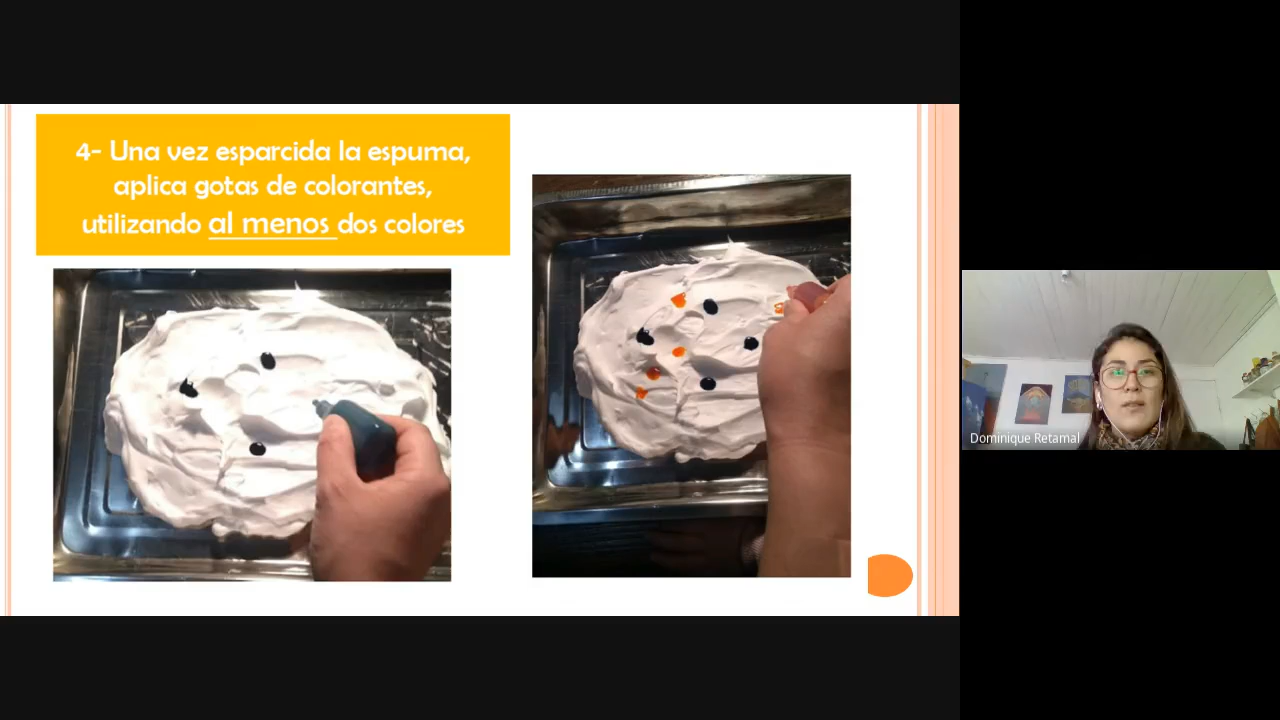 4- Una vez esparcida la espuma,
aplica gotas de colorantes,
utilizando al menos dos colores
Dominique Retamal